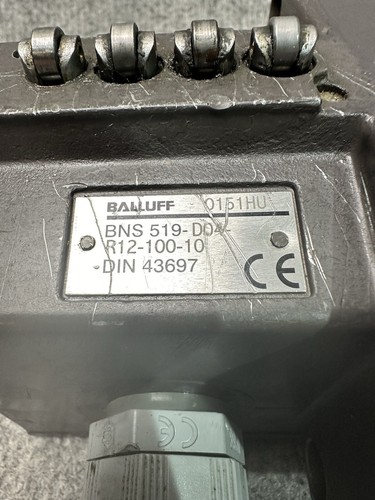 BALLUFF 0151HU
BNS 519-D04-
R12-100-10
DIN 43697
CE